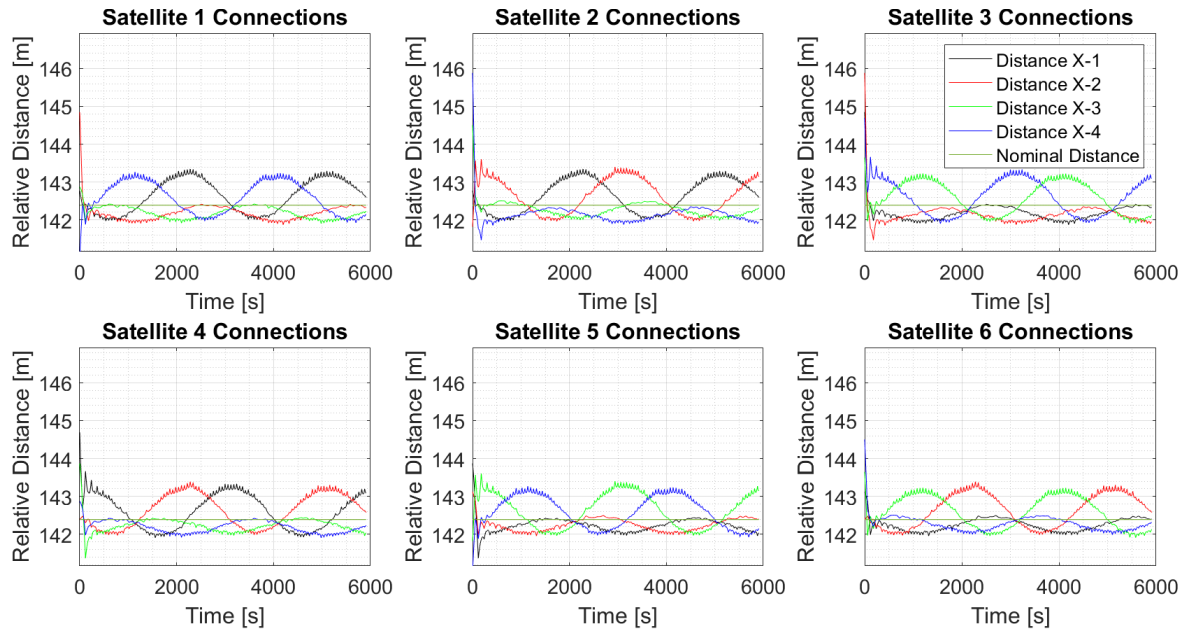 Satellite 1 Connections
Satellite 2 Connections
Satellite 3 Connections
Relative Distance [m]
146
145
144
143
142
0 2000 4000 6000
Time [s]
Relative Distance [m]
146
145
144
143
142
0 2000 4000 6000
Time [s]
Relative Distance [m]
146
145
144
143
142
0 2000 4000 6000
Time [s]
Distance X-1
Distance X-2
Distance X-3
Distance X-4
Nominal Distance
Satellite 4 Connections
Satellite 5 Connections
Satellite 6 Connections
Relative Distance [m]
146
145
144
143
142
0 2000 4000 6000
Time [s]
Relative Distance [m]
146
145
144
143
142
0 2000 4000 6000
Time [s]
Relative Distance [m]
146
145
144
143
142
0 2000 4000 6000
Time [s]